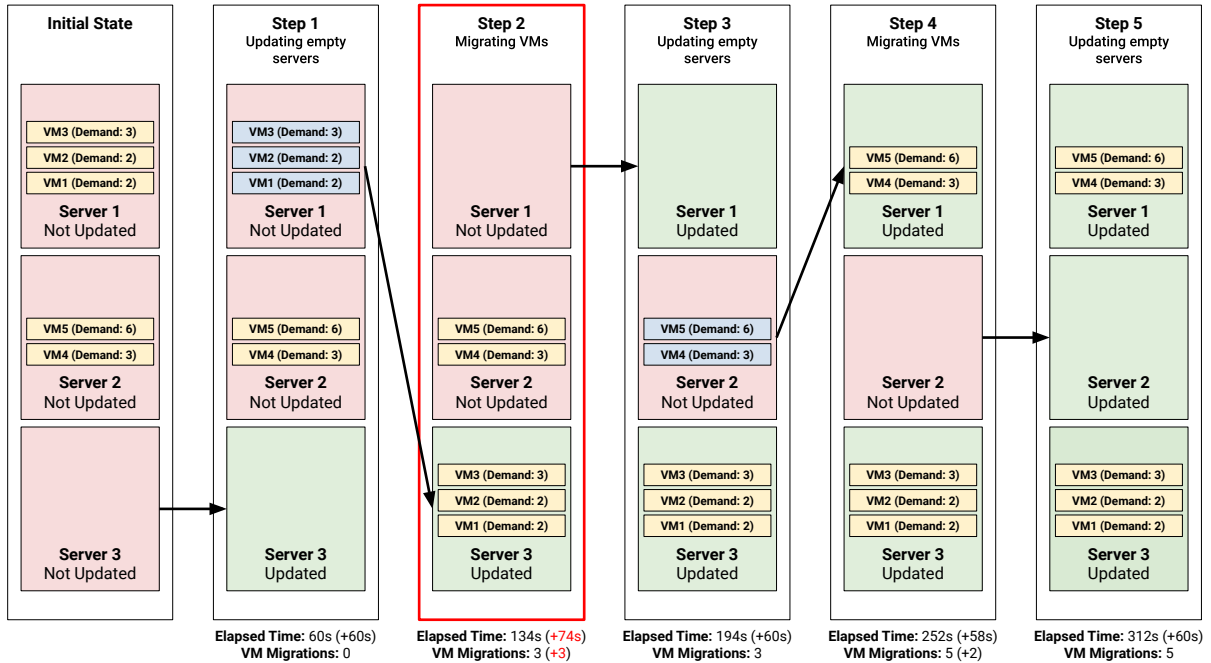 Initial State
VM3 (Demand: 3)
VM2 (Demand: 2)
VM1 (Demand: 2)
Server 1
Not Updated
VM5 (Demand: 6)
VM4 (Demand: 3)
Server 2
Not Updated
Server 3
Not Updated
Step 1
Updating empty
servers
VM3 (Demand: 3)
VM2 (Demand: 2)
VM1 (Demand: 2)
Server 1
Not Updated
VM5 (Demand: 6)
VM4 (Demand: 3)
Server 2
Not Updated
Server 3
Updated
Elapsed Time: 60s (+60s)
VM Migrations: 0
Step 2
Migrating VMs
Server 1
Not Updated
VM5 (Demand: 6)
VM4 (Demand: 3)
Server 2
Not Updated
VM3 (Demand: 3)
VM2 (Demand: 2)
VM1 (Demand: 2)
Server 3
Updated
Elapsed Time: 134s (+74s)
VM Migrations: 3 (+3)
Step 3
Updating empty
servers
Server 1
Updated
VM5 (Demand: 6)
VM4 (Demand: 3)
Server 2
Not Updated
VM3 (Demand: 3)
VM2 (Demand: 2)
VM1 (Demand: 2)
Server 3
Updated
Elapsed Time: 194s (+60s)
VM Migrations: 3
Step 4
Migrating VMs
VM5 (Demand: 6)
VM4 (Demand: 3)
Server 1
Updated
Server 2
Not Updated
VM3 (Demand: 3)
VM2 (Demand: 2)
VM1 (Demand: 2)
Server 3
Updated
Elapsed Time: 252s (+58s)
VM Migrations: 5 (+2)
Step 5
Updating empty
servers
VM5 (Demand: 6)
VM4 (Demand: 3)
Server 1
Updated
Server 2
Updated
VM3 (Demand: 3)
VM2 (Demand: 2)
VM1 (Demand: 2)
Server 3
Updated
Elapsed Time: 312s (+60s)
VM Migrations: 5